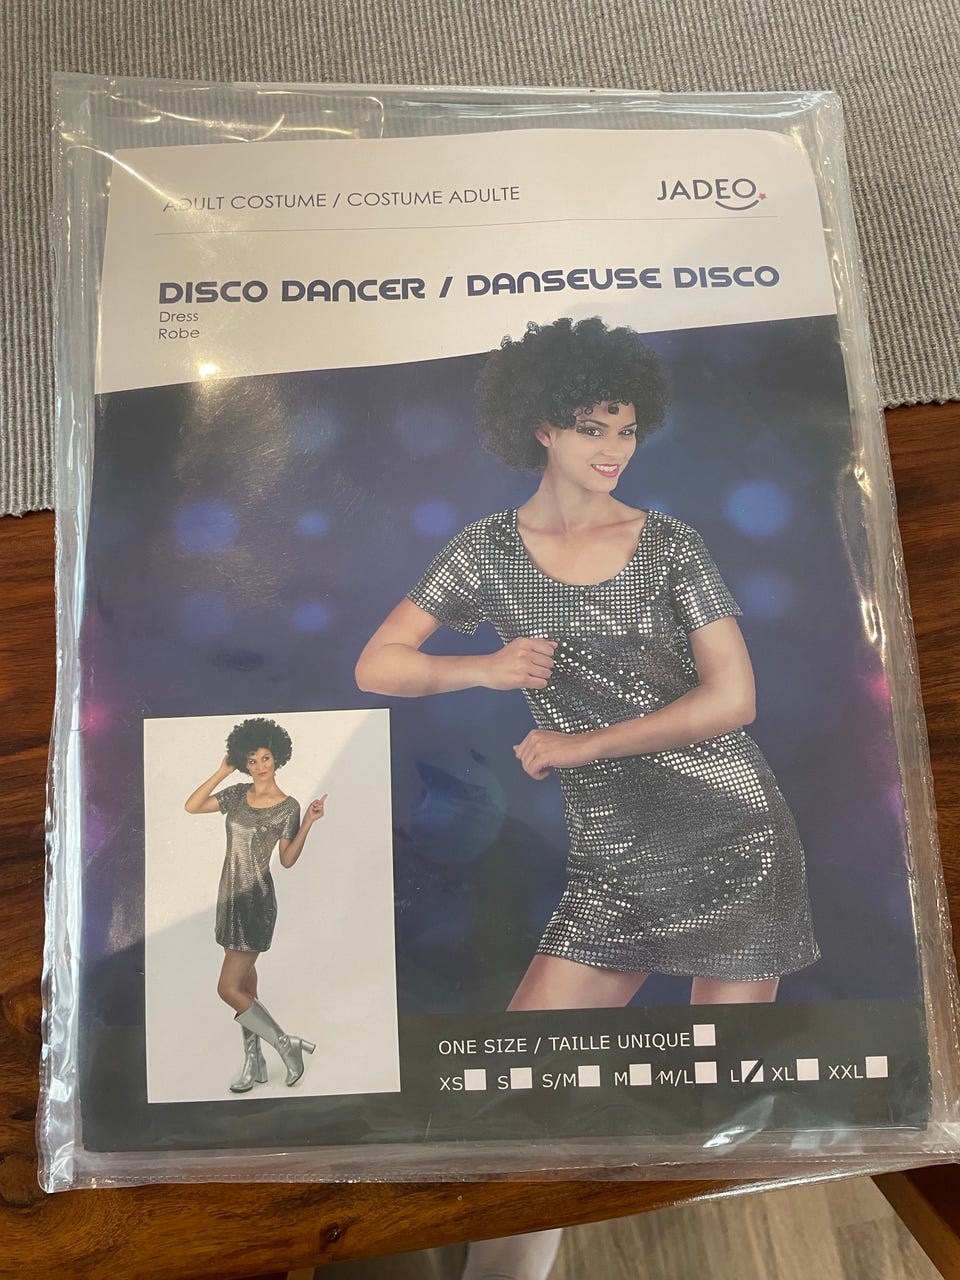 ADULT COSTUME / COSTUME ADULTE
JADEO
DISCO DANCER / DANSEUSE DISCO
Dress
Robe
ONE SIZE / TAILLE UNIQUE
XS S S/M M M/L L XL XXL